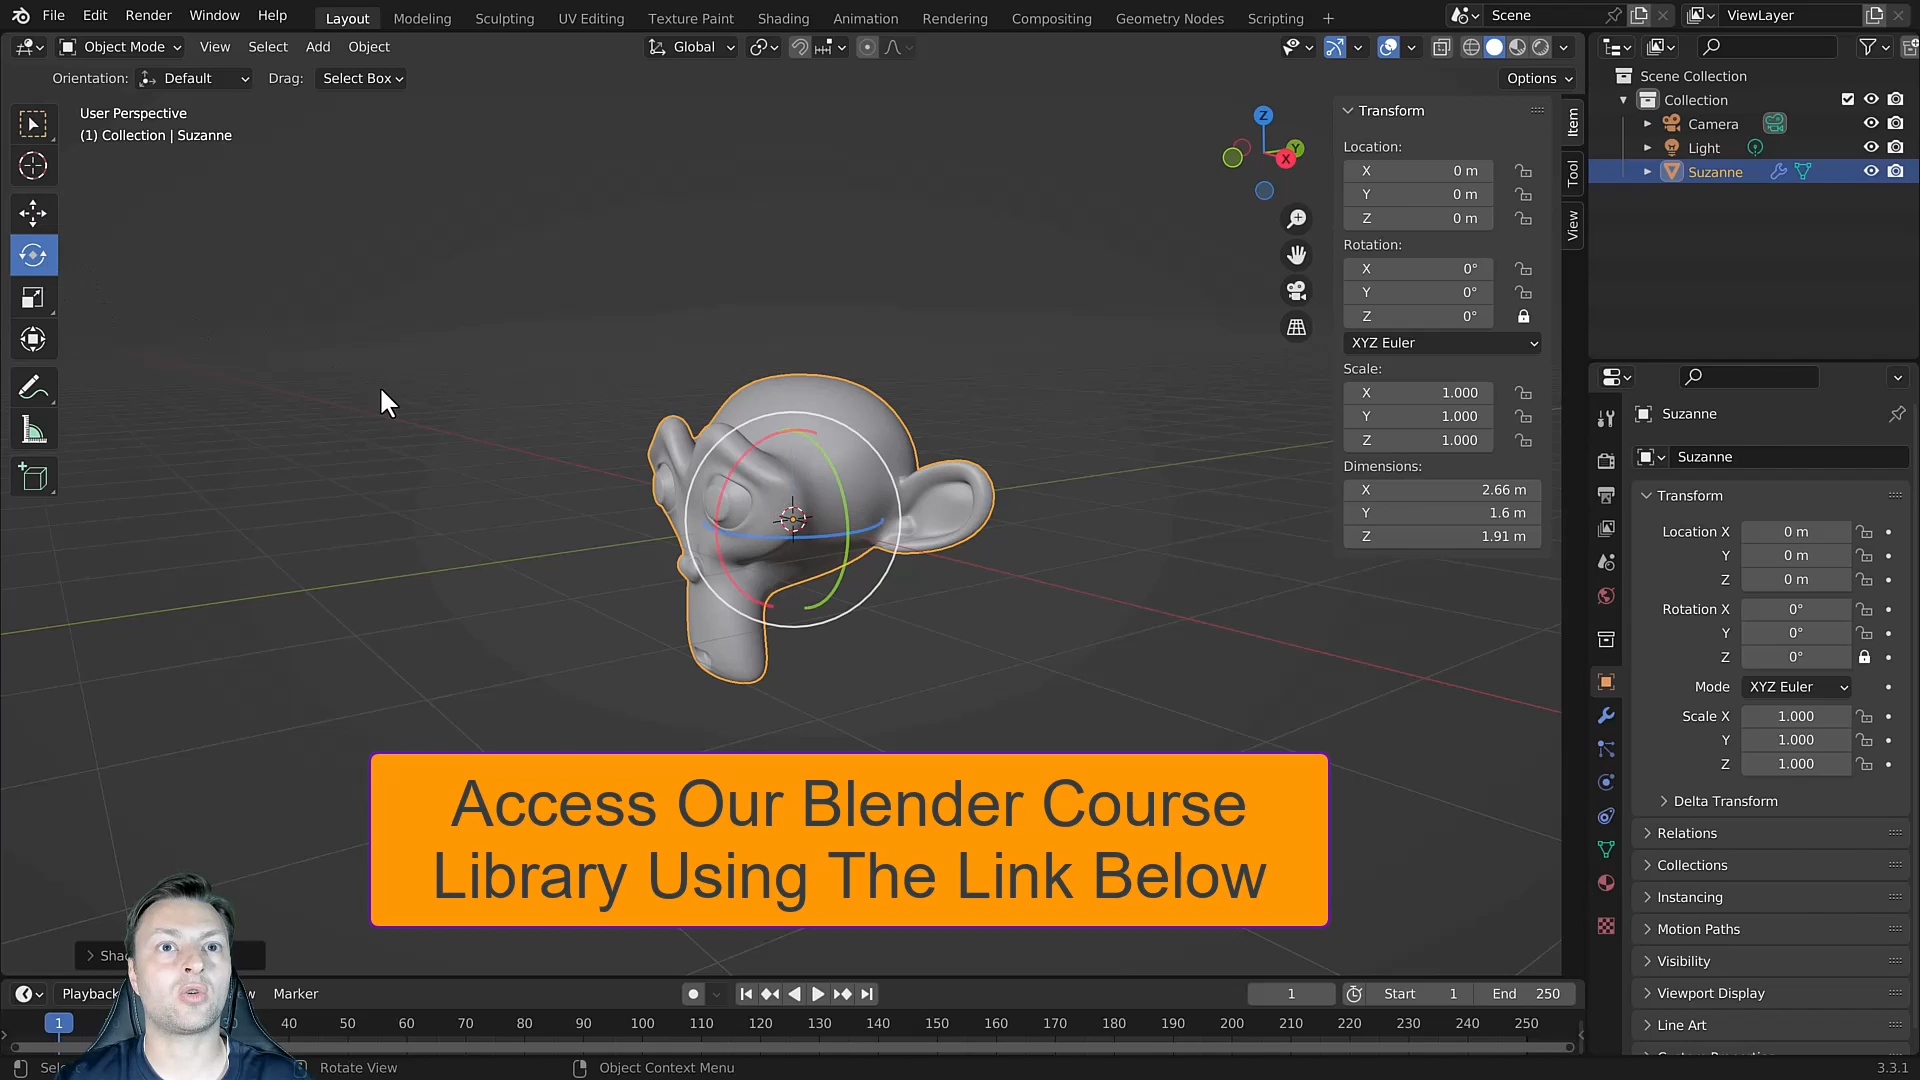 File Edit Render Window Help Layout Modeling Sculpting UV Editing Texture Paint Shading Animation Rendering Compositing Geometry Nodes Scripting + Scene ViewLayer
Object Mode View Select Add Object Global
Orientation: Default Drag: Select Box Options
User Perspective
(1) Collection | Suzanne
Z
Y
X
Transform
Location:
X 0 m
Y 0 m
Z 0 m
Rotation:
X 0°
Y 0°
Z 0°
XYZ Euler
Scale:
X 1.000
Y 1.000
Z 1.000
Dimensions:
X 2.66 m
Y 1.6 m
Z 1.91 m
Item
Tool
View
Scene Collection
Collection
Camera
Light
Suzanne
Suzanne
Suzanne
Transform
Location X 0 m
Y 0 m
Z 0 m
Rotation X 0°
Y 0°
Z 0°
Mode XYZ Euler
Scale X 1.000
Y 1.000
Z 1.000
Delta Transform
Relations
Collections
Instancing
Motion Paths
Visibility
Viewport Display
Line Art
Access Our Blender Course
Library Using The Link Below
Playback Marker 1 Start 1 End 250
1 40 50 60 70 80 90 100 110 120 130 140 150 160 170 180 190 200 210 220 230 240 250
Rotate View Object Context Menu 3.3.1